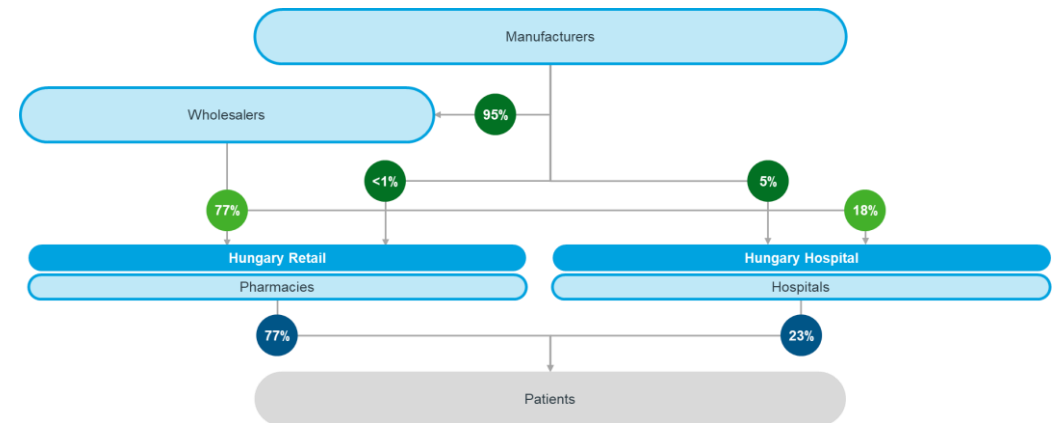 Manufacturers
Wholesalers
95%
<1%
5%
77%
18%
Hungary Retail
Hungary Hospital
Pharmacies
Hospitals
77%
23%
Patients